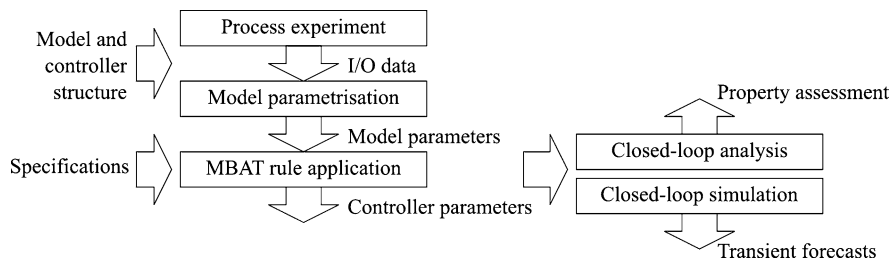 Model and
controller
structure
Process experiment
I/O data
Model parametrisation
Model parameters
Specifications
MBAT rule application
Controller parameters
Property assessment
Closed-loop analysis
Closed-loop simulation
Transient forecasts